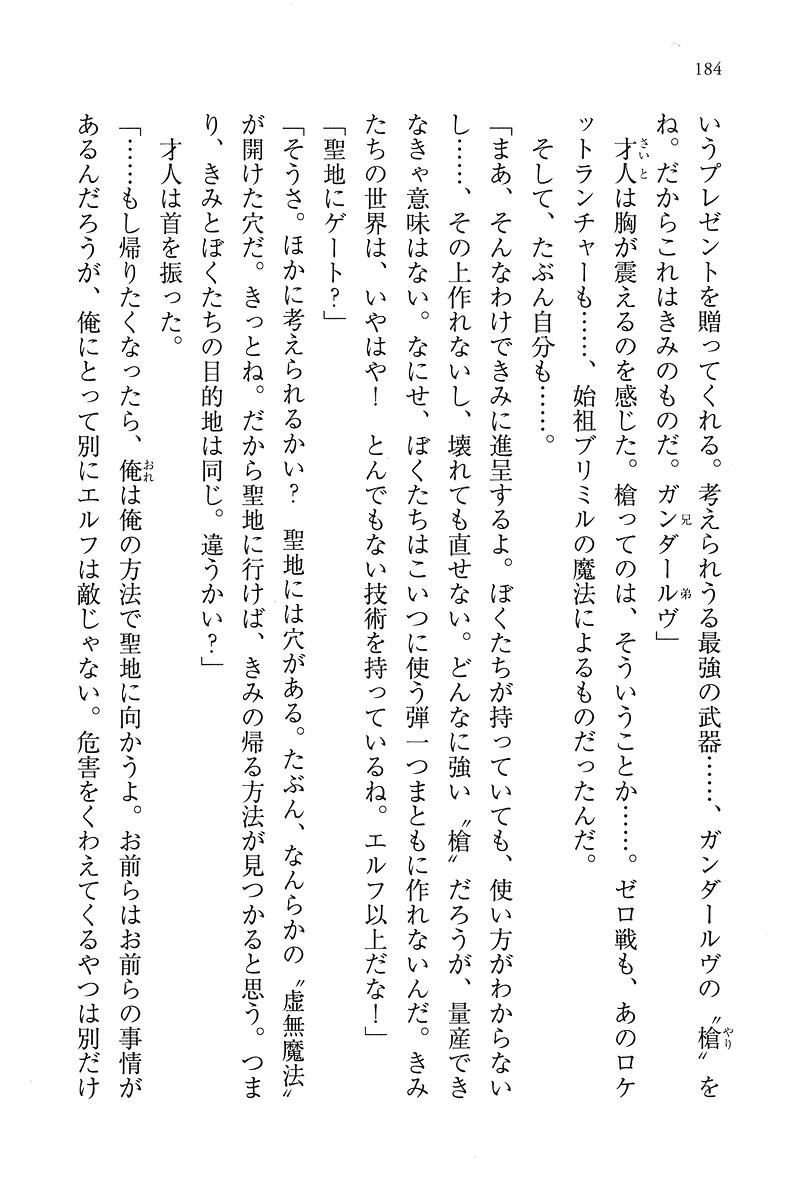 184
いうプレゼントを贈ってくれる。考えられうる最強の武器……、ガンダールヴの〝槍〟を
ね。だからこれはきみのものだ。ガンダールヴ」
才人は胸が震えるのを感じた。槍ってのは、そういうことか……。ゼロ戦も、あのロケ
ットランチャーも……、始祖ブリミルの魔法によるものだったんだ。
そして、たぶん自分も……。
「まあ、そんなわけできみに進呈するよ。ぼくたちが持っていても、使い方がわからない
し……、その上作れないし、壊れても直せない。どんなに強い〝槍〟だろうが、量産でき
なきゃ意味はない。なにせ、ぼくたちはこいつに使う弾一つまともに作れないんだ。きみ
たちの世界は、いやはや！　とんでもない技術を持っているね。エルフ以上だな！」
「聖地にゲート？」
「そうさ。ほかに考えられるかい？　聖地には穴がある。たぶん、なんらかの〝虚無魔法〟
が開けた穴だ。きっとね。だから聖地に行けば、きみの帰る方法が見つかると思う。つま
り、きみとぼくたちの目的地は同じ。違うかい？」
才人は首を振った。
「……もし帰りたくなったら、俺は俺の方法で聖地に向かうよ。お前らはお前らの事情が
あるんだろうが、俺にとって別にエルフは敵じゃない。危害をくわえてくるやつは別だけ